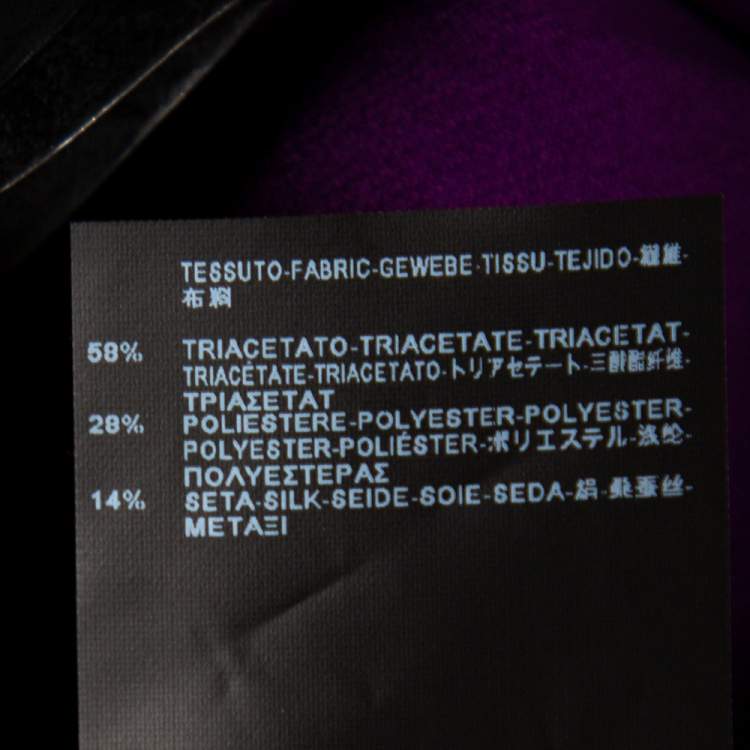 TESSUTO-FABRIC-GEWEBE-TISSU-TEJIDO-繊維-
布料
58% TRIACETATO-TRIACETATE-TRIACETAT-
TRIACÉTATE-TRIACETATO-トリアセテート-三醋酯纤维-
ΤΡΙΑΣΕΤΑΤ
28% POLIESTERE-POLYESTER-POLYESTER-
POLYESTER-POLIÉSTER-ポリエステル-涤纶-
ΠΟΛΥΕΣΤΕΡΑΣ
14% SETA-SILK-SEIDE-SOIE-SEDA-絹-桑蚕丝-
ΜΕΤΑΞΙ